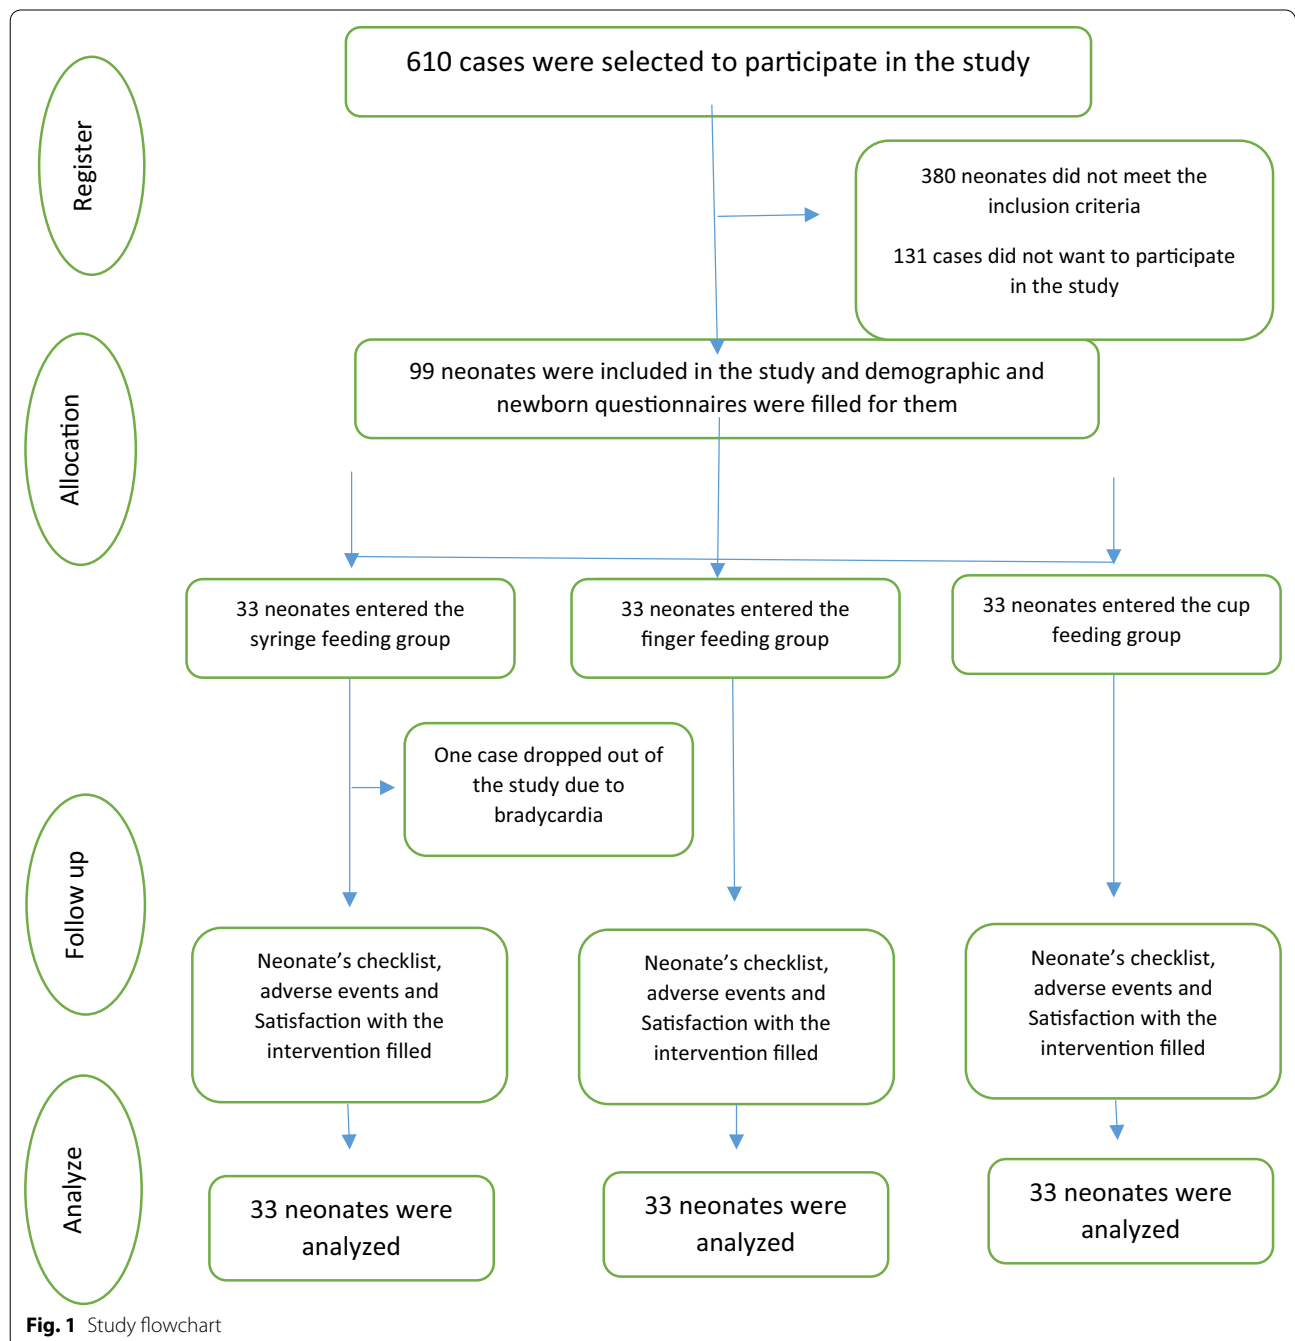 610 cases were selected to participate in the study
Register
380 neonates did not meet the
inclusion criteria
131 cases did not want to participate
in the study
Allocation
99 neonates were included in the study and demographic and
newborn questionnaires were filled for them
33 neonates entered the
syringe feeding group
33 neonates entered the
finger feeding group
33 neonates entered the cup
feeding group
One case dropped out of
the study due to
bradycardia
Follow up
Neonate’s checklist,
adverse events and
Satisfaction with the
intervention filled
Neonate’s checklist,
adverse events and
Satisfaction with the
intervention filled
Neonate’s checklist,
adverse events and
Satisfaction with the
intervention filled
Analyze
33 neonates were
analyzed
33 neonates were
analyzed
33 neonates were
analyzed
Fig. 1 Study flowchart